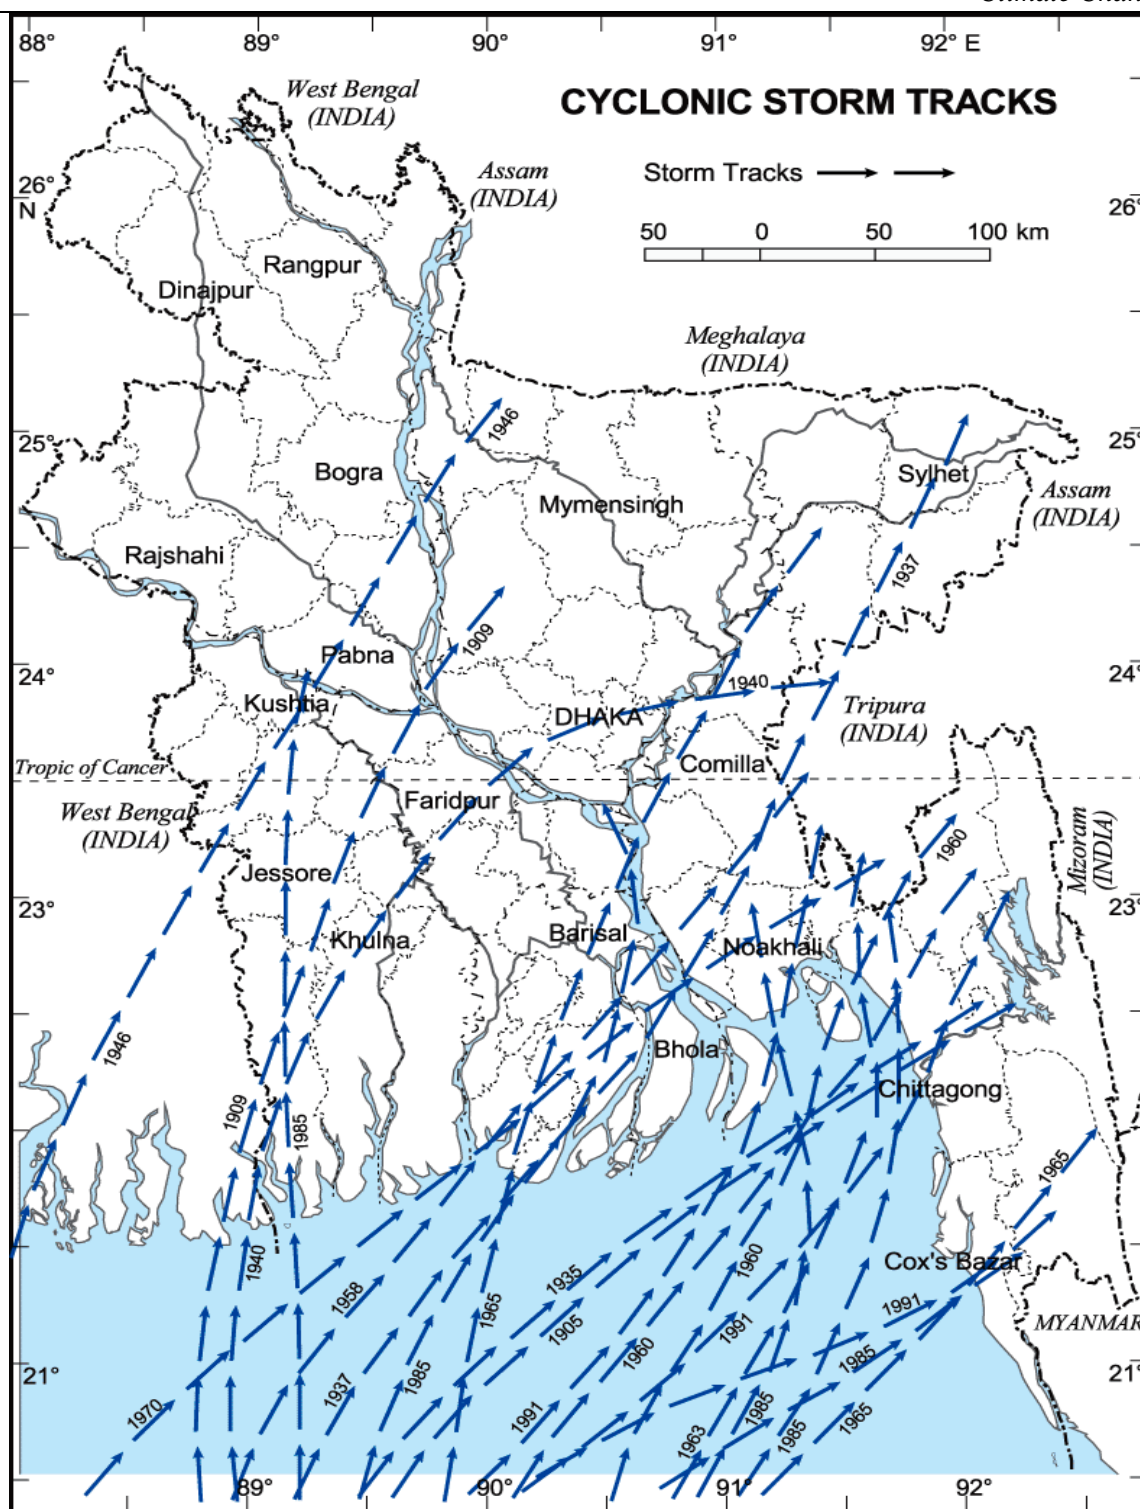 88°
89°
90°
91°
92° E
West Bengal
(INDIA)
CYCLONIC STORM TRACKS
Assam
(INDIA)
Storm Tracks
26°
N
26°
50 0 50 100 km
Rangpur
Dinajpur
Meghalaya
(INDIA)
1946
25°
25°
Bogra
Sylhet
Mymensingh
Assam
(INDIA)
Rajshahi
1937
1909
Pabna
24°
24°
1940
Kushtia
DHAKA
Tripura
(INDIA)
Tropic of Cancer
Comilla
West Bengal
(INDIA)
Faridpur
1960
Mizoram
(INDIA)
Jessore
23°
23°
Khulna
Barisal
Noakhali
1946
Bhola
Chittagong
1909
1985
1965
1940
1960
Cox's Bazar
1935
1958
1965
1991
1905
1991
MYANMAR
1960
1985
21°
21°
1985
1937
1970
1991
1985
1965
1963
1985
89°
90°
91°
92°